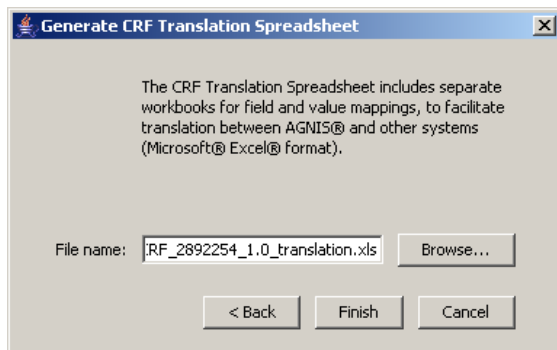 Generate CRF Translation Spreadsheet
The CRF Translation Spreadsheet includes separate
workbooks for field and value mappings, to facilitate
translation between AGNIS® and other systems
(Microsoft® Excel® format).
File name: RF_2892254_1.0_translation.xls Browse...
< Back Finish Cancel